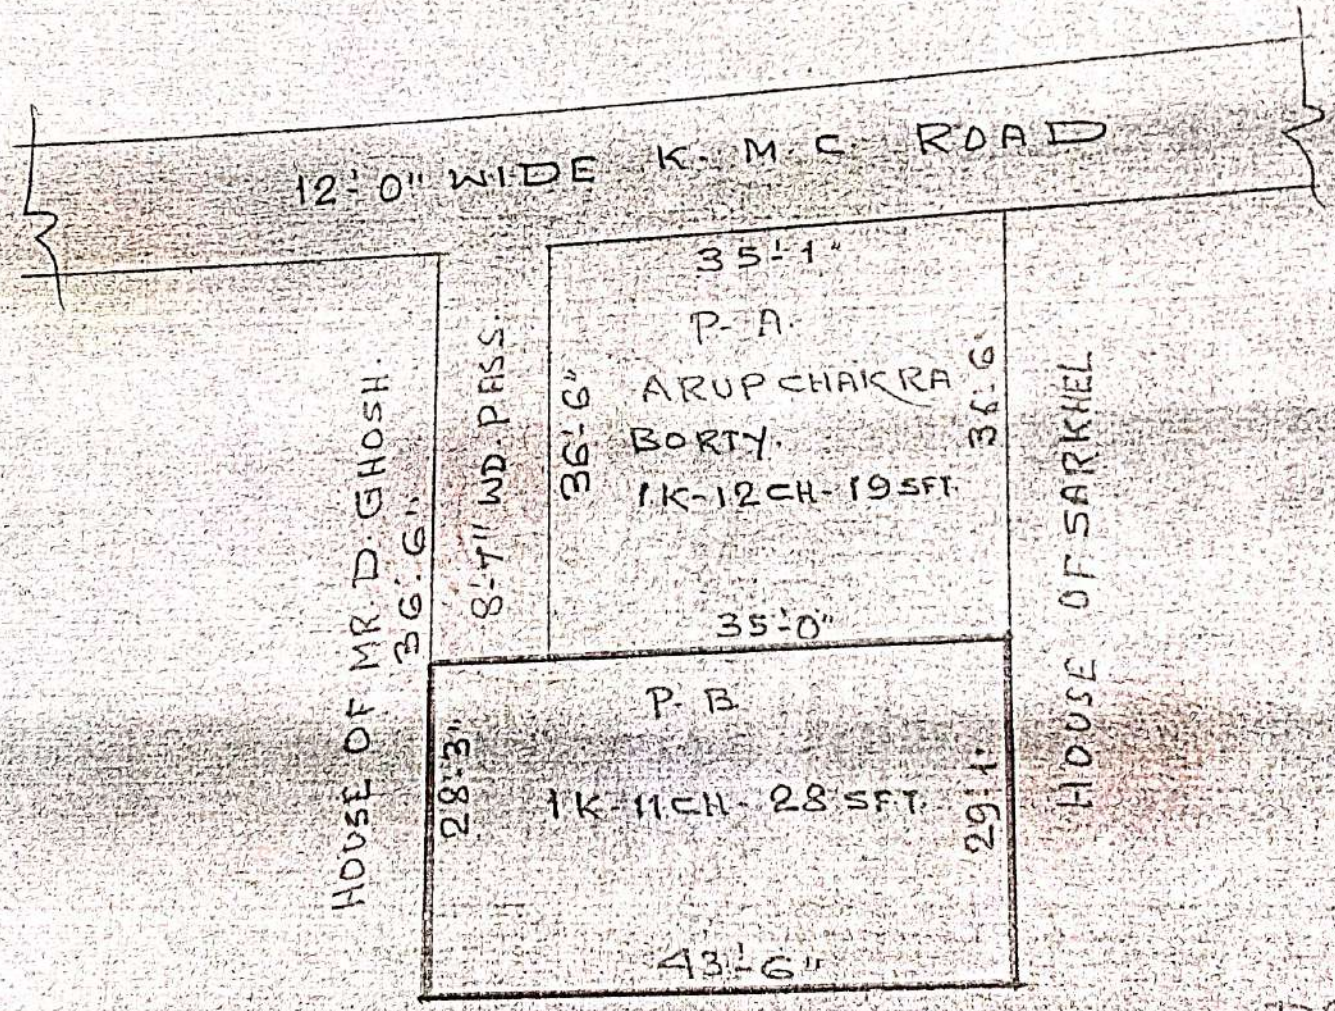 12'-0" WIDE K. M. C. ROAD
35'-1"
P-A.
ARUP CHAKRA
BORTY.
1K-12CH-19SFT.
36'-6"
36'-6"
35'-0"
8'-7" WD. PASS.
HOUSE OF MR. D. GHOSH.
36'-6"
HOUSE OF SARKHEL
P-B
28'-3"
1K-11CH-28 SFT.
29'-1"
43'-6"